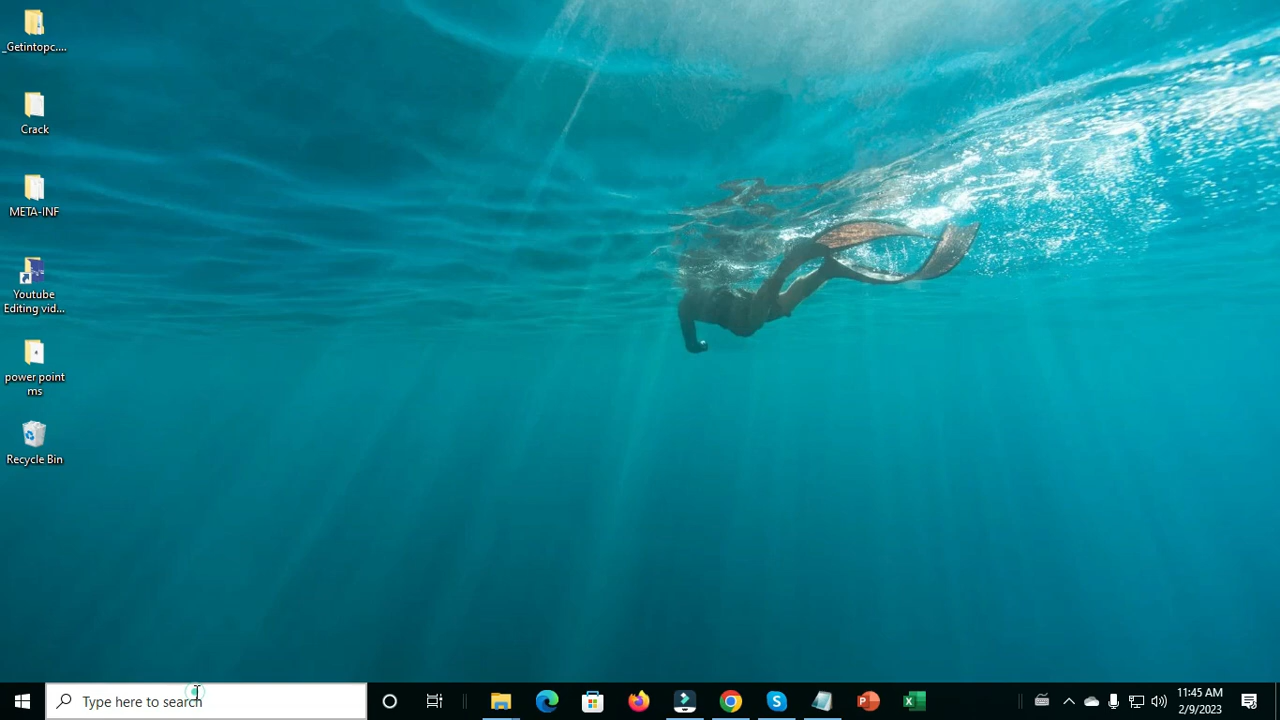 _Getintopc....
Crack
META-INF
Youtube
Editing vid...
power point
ms
Recycle Bin
Type here to search
11:45 AM
2/9/2023